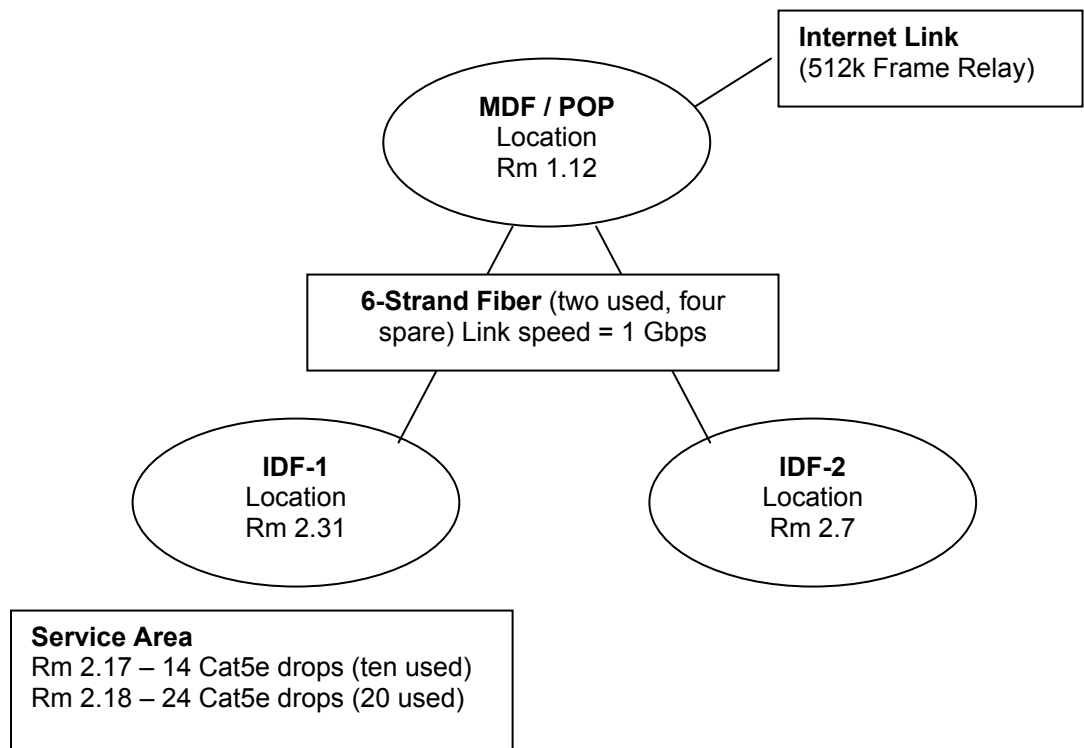 Internet Link
(512k Frame Relay)
MDF / POP
Location
Rm 1.12
6-Strand Fiber (two used, four
spare) Link speed = 1 Gbps
IDF-1
Location
Rm 2.31
IDF-2
Location
Rm 2.7
Service Area
Rm 2.17 – 14 Cat5e drops (ten used)
Rm 2.18 – 24 Cat5e drops (20 used)